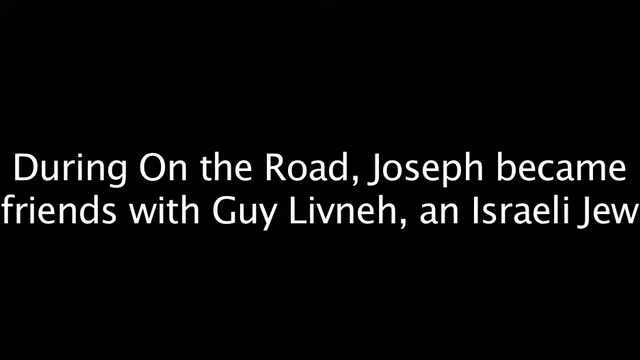 During On the Road, Joseph became
friends with Guy Livneh, an Israeli Jew